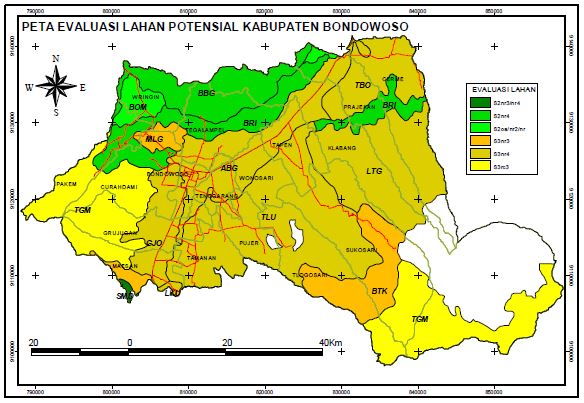 PETA EVALUASI LAHAN POTENSIAL KABUPATEN BONDOWOSO
N
W E
S
EVALUASI LAHAN
S2nr3/nr4
S2nr4
S2oa/nr2/nr
S3nr3
S3nr4
S3rc3
TBO
CERME
BBG
WRINGIN
BOM
PRAJEKAN
BRI
BRI
TEGALAMPEL
MLG
TAPEN
KLABANG
ABG
LTG
BONDOWOSO
WONOSARI
PAKEM
CURAHDAMI
TENGGARANG
TGM
TLU
GRUJUGAN
GJO
PUJER
SUKOSARI
TAMANAN
MAESAN
TLOGOSARI
SMD
BTK
TGM
20 0 20 40Km
790000 800000 810000 820000 830000 840000 850000
9140000
9130000
9120000
9110000
9100000